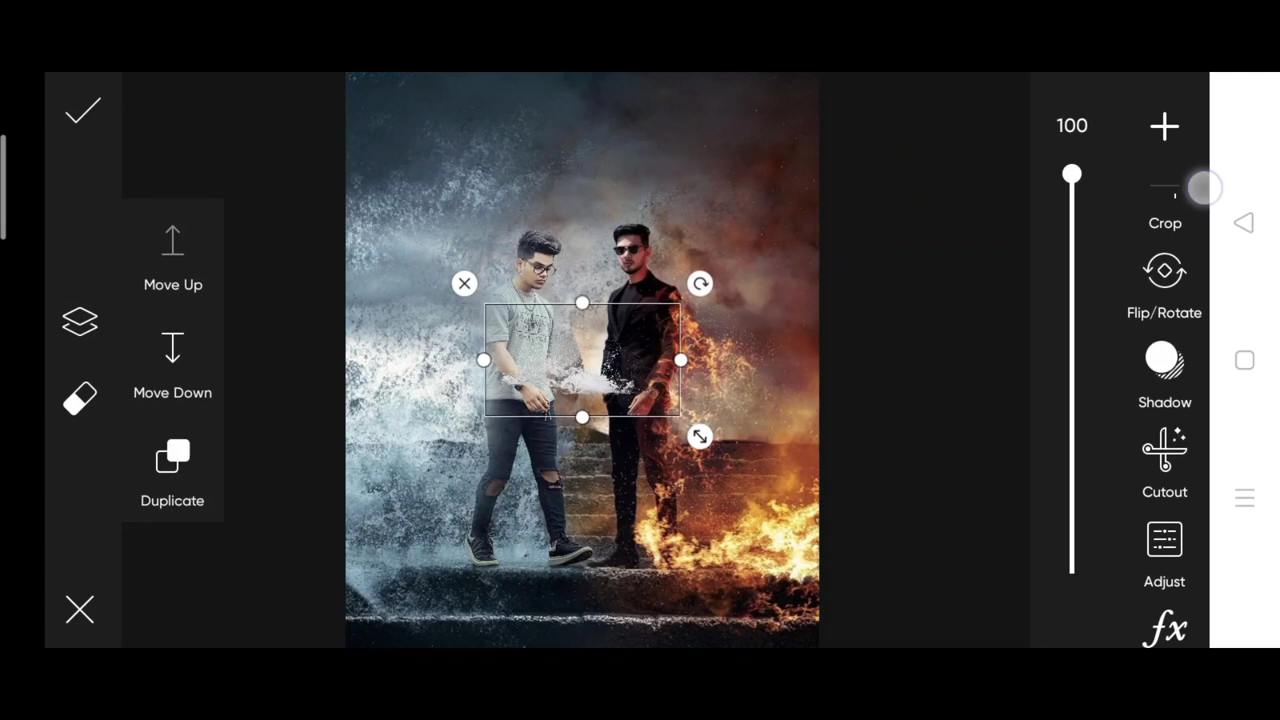 100
Move Up
Move Down
Duplicate
Crop
Flip/Rotate
Shadow
Cutout
Adjust
fx